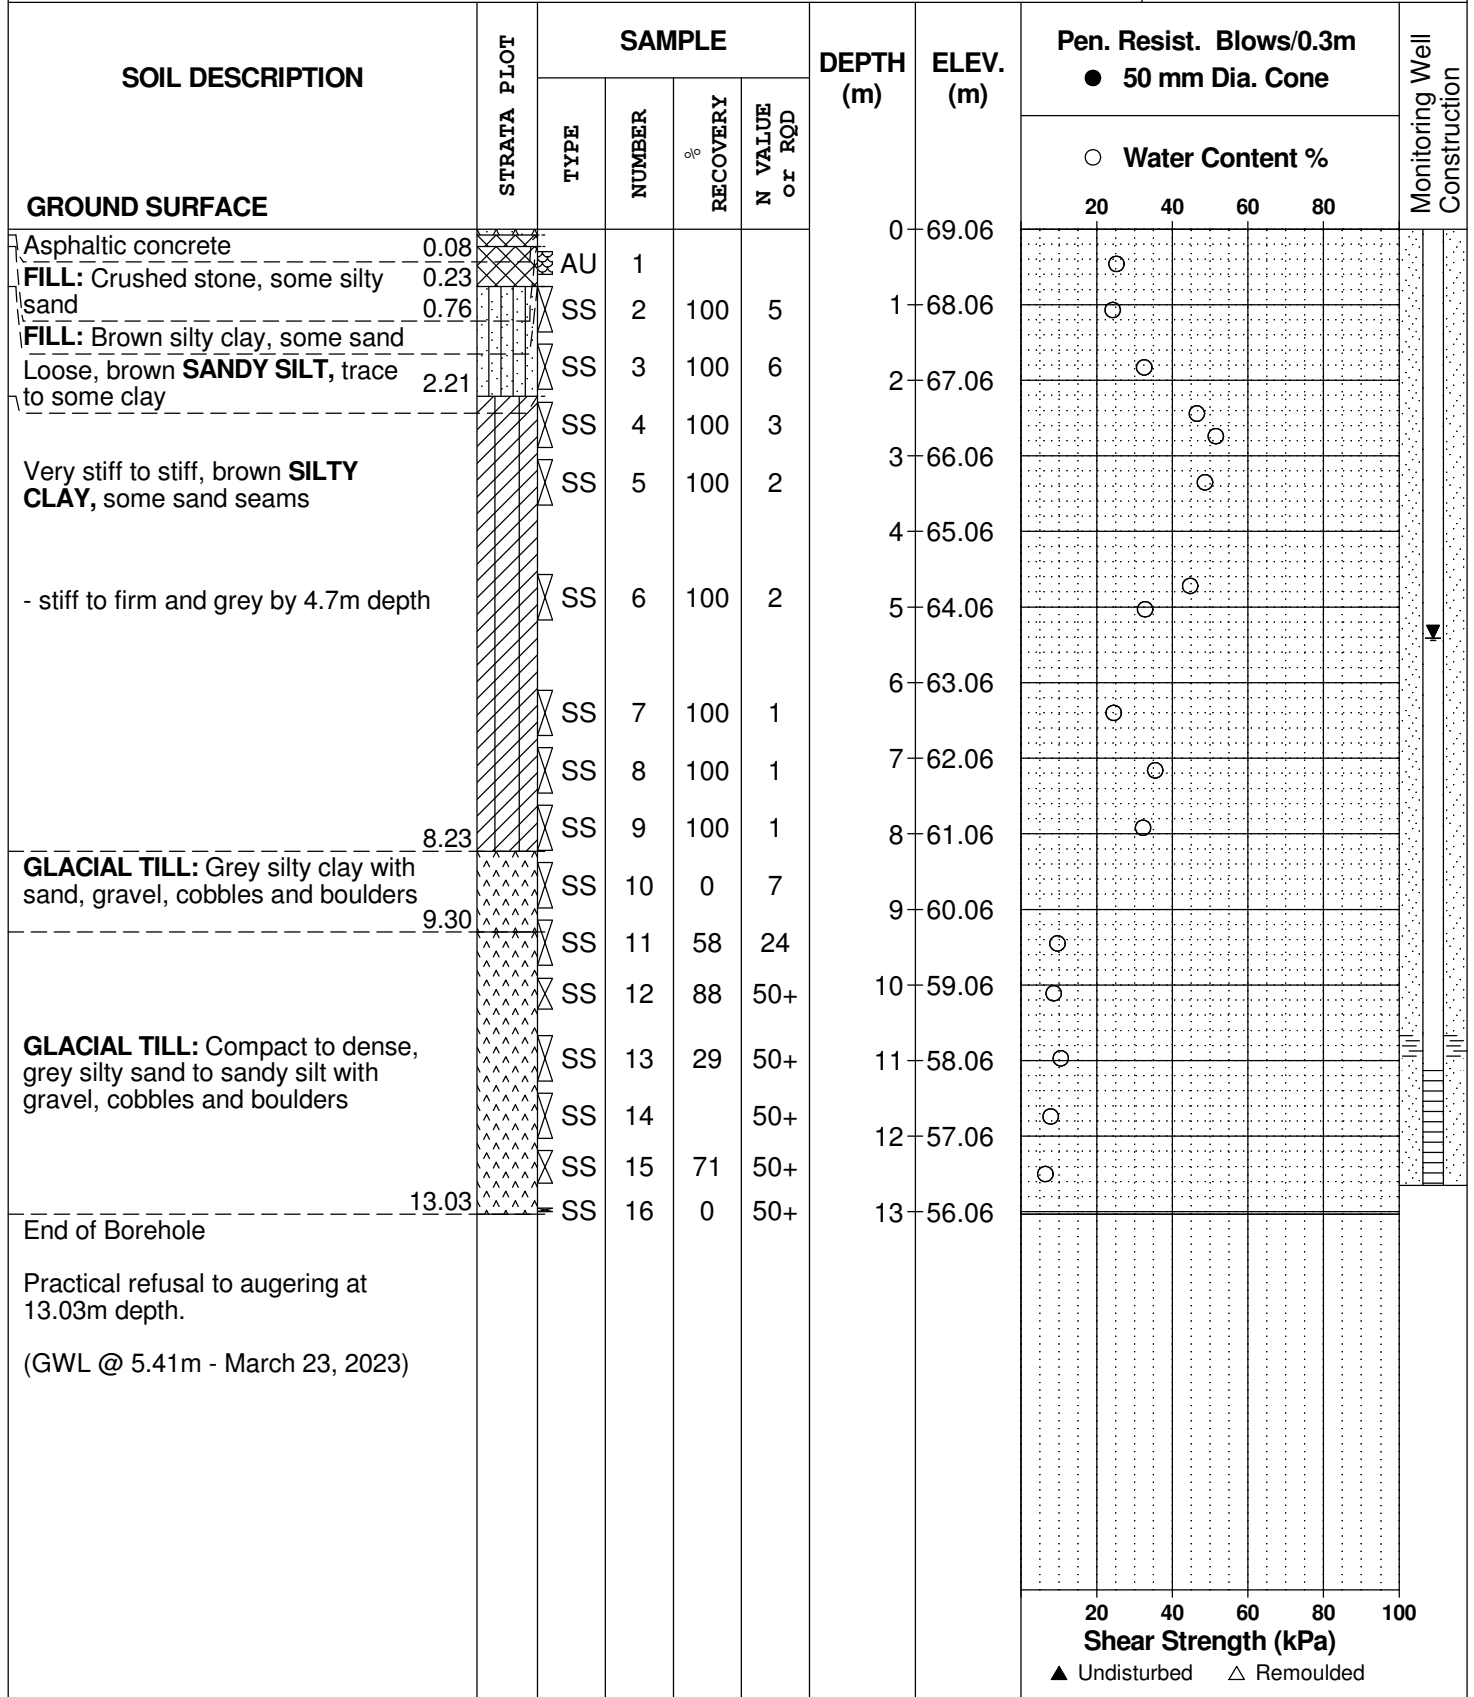 SOIL DESCRIPTION
GROUND SURFACE
STRATA PLOT
SAMPLE
TYPE
NUMBER
% RECOVERY
N VALUE or RQD
DEPTH
(m)
ELEV.
(m)
Pen. Resist. Blows/0.3m
● 50 mm Dia. Cone
○ Water Content %
20 40 60 80
Monitoring Well
Construction
0 69.06
Asphaltic concrete 0.08
FILL: Crushed stone, some silty 0.23
sand 0.76
FILL: Brown silty clay, some sand
Loose, brown SANDY SILT, trace
to some clay 2.21
AU 1
SS 2 100 5
1 68.06
SS 3 100 6
2 67.06
SS 4 100 3
Very stiff to stiff, brown SILTY
CLAY, some sand seams
3 66.06
SS 5 100 2
4 65.06
- stiff to firm and grey by 4.7m depth
SS 6 100 2
5 64.06
6 63.06
SS 7 100 1
7 62.06
SS 8 100 1
SS 9 100 1
8 61.06
8.23
GLACIAL TILL: Grey silty clay with
sand, gravel, cobbles and boulders
9.30
SS 10 0 7
9 60.06
SS 11 58 24
10 59.06
SS 12 88 50+
GLACIAL TILL: Compact to dense,
grey silty sand to sandy silt with
gravel, cobbles and boulders
SS 13 29 50+
11 58.06
SS 14 50+
12 57.06
SS 15 71 50+
13.03
SS 16 0 50+
13 56.06
End of Borehole
Practical refusal to augering at
13.03m depth.
(GWL @ 5.41m - March 23, 2023)
20 40 60 80 100
Shear Strength (kPa)
▲ Undisturbed △ Remoulded